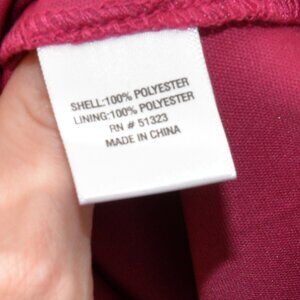 SHELL:100% POLYESTER
LINING:100% POLYESTER
RN # 51323
MADE IN CHINA